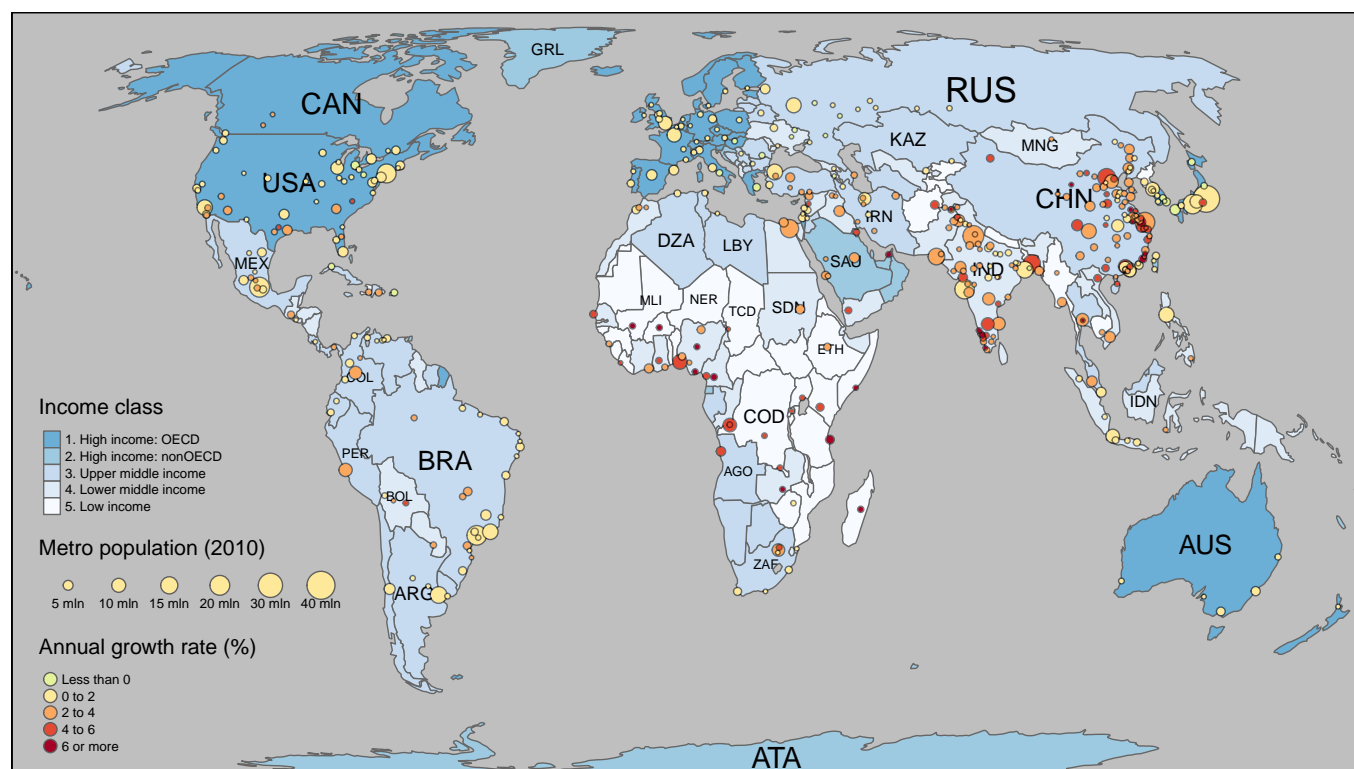 GRL
CAN
RUS
KAZ
MNG
USA
CHN
IRN
DZA
LBY
MEX
SAU
IND
MLI
NER
TCD
SDN
ETH
COL
COD
IDN
PER
BRA
AGO
BOL
AUS
ZAF
ARG
ATA
Income class
1. High income: OECD
2. High income: nonOECD
3. Upper middle income
4. Lower middle income
5. Low income
Metro population (2010)
5 mln 10 mln 15 mln 20 mln 30 mln 40 mln
Annual growth rate (%)
Less than 0
0 to 2
2 to 4
4 to 6
6 or more